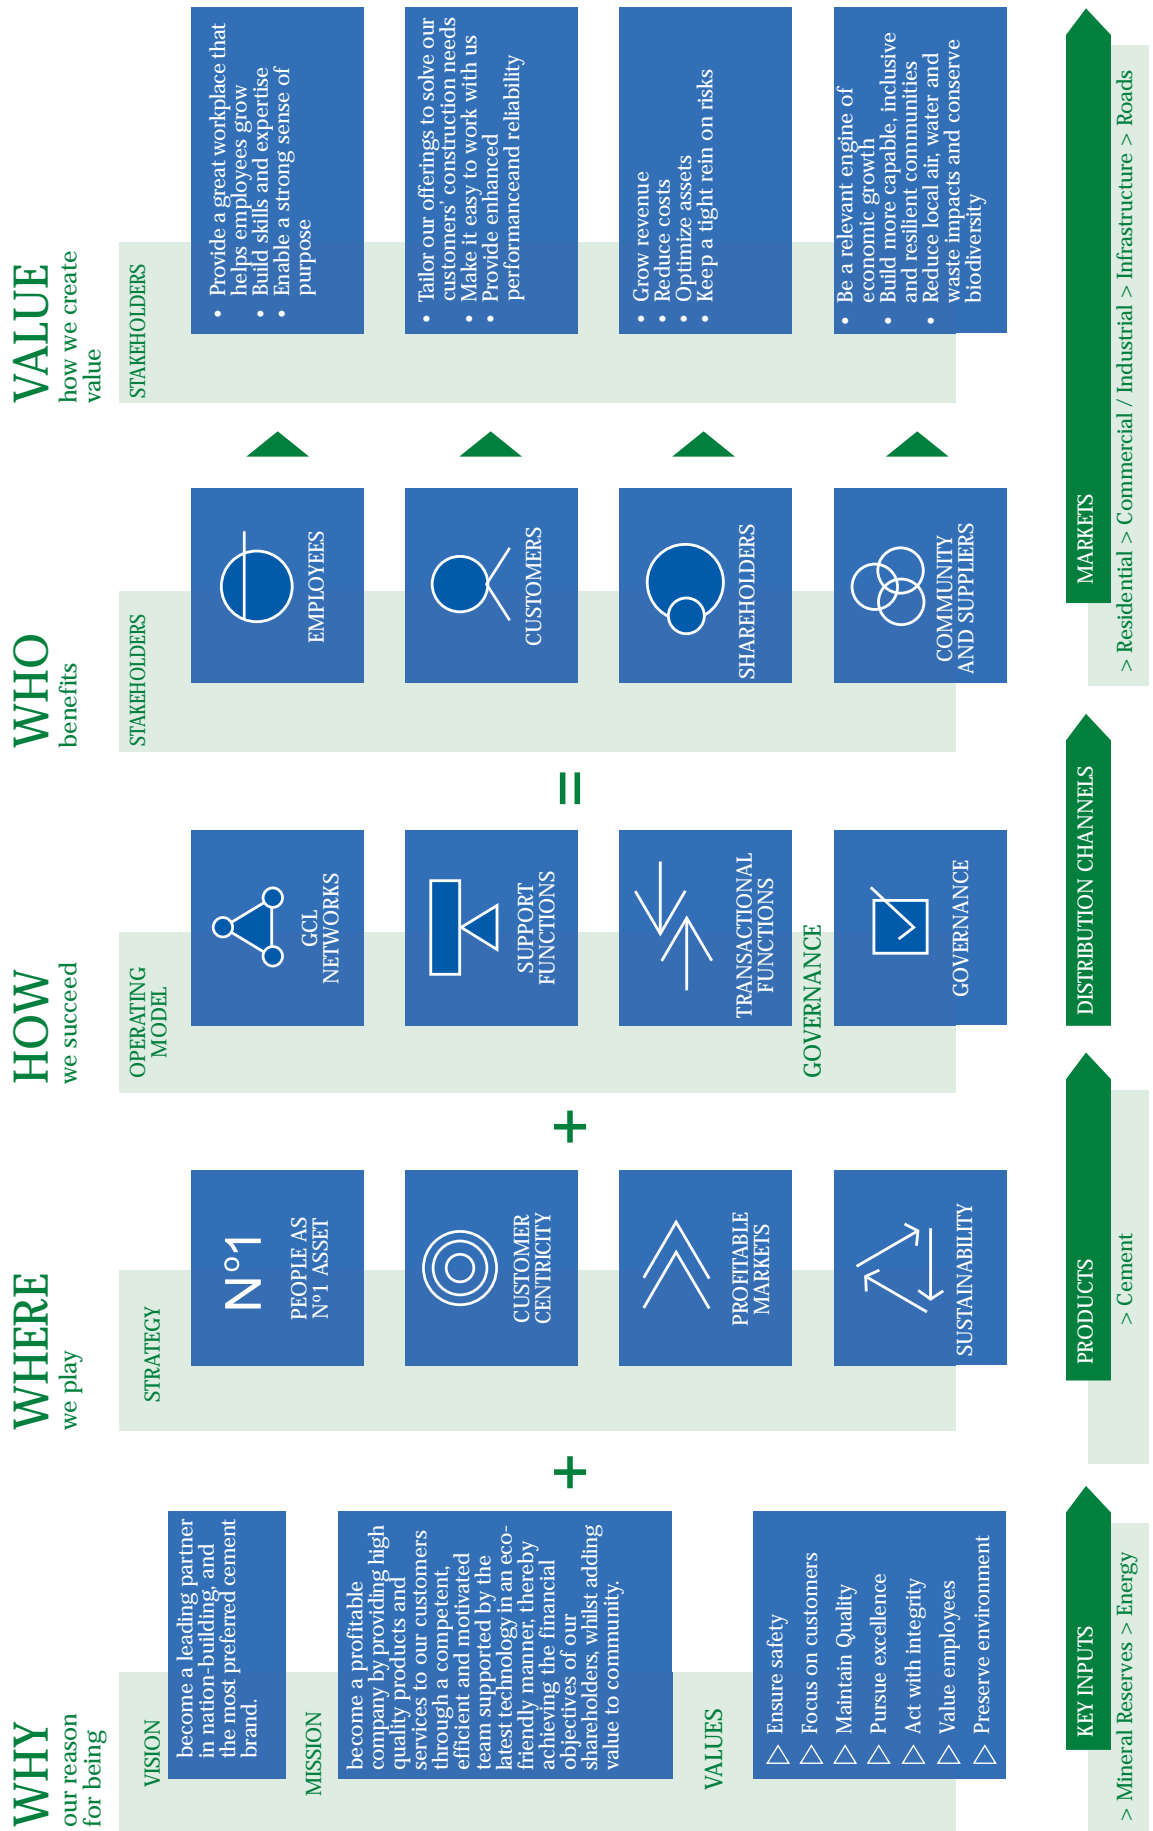 WHY
our reason
for being
VISION
become a leading partner
in nation-building, and
the most preferred cement
brand.
MISSION
become a profitable
company by providing high
quality products and
services to our customers
through a competent,
efficient and motivated
team supported by the
latest technology in an eco-
friendly manner, thereby
achieving the financial
objectives of our
shareholders, whilst adding
value to community.
VALUES
Ensure safety
Focus on customers
Maintain Quality
Pursue excellence
Act with integrity
Value employees
Preserve environment
+
WHERE
we play
STRATEGY
N°1
PEOPLE AS
N°1 ASSET
CUSTOMER
CENTRICITY
PROFITABLE
MARKETS
SUSTAINABILITY
+
HOW
we succeed
OPERATING
MODEL
GCL
NETWORKS
SUPPORT
FUNCTIONS
TRANSACTIONAL
FUNCTIONS
GOVERNANCE
GOVERNANCE
=
WHO
benefits
STAKEHOLDERS
EMPLOYEES
CUSTOMERS
SHAREHOLDERS
COMMUNITY
AND SUPPLIERS
VALUE
how we create
value
STAKEHOLDERS
• Provide a great workplace that
helps employees grow
• Build skills and expertise
• Enable a strong sense of
purpose
• Tailor our offerings to solve our
customers' construction needs
• Make it easy to work with us
• Provide enhanced
performanceand reliability
• Grow revenue
• Reduce costs
• Optimize assets
• Keep a tight rein on risks
• Be a relevant engine of
economic growth
• Build more capable, inclusive
and resilient communities
• Reduce local air, water and
waste impacts and conserve
biodiversity
KEY INPUTS
> Mineral Reserves > Energy
PRODUCTS
> Cement
DISTRIBUTION CHANNELS
MARKETS
> Residential > Commercial / Industrial > Infrastructure > Roads